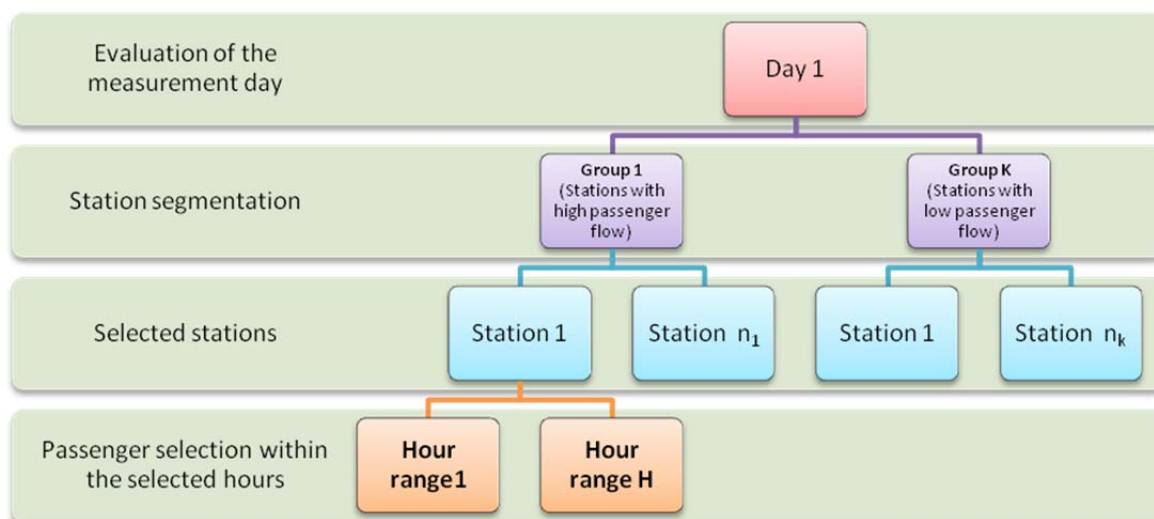 Evaluation of the
measurement day
Day 1
Station segmentation
Group 1
(Stations with
high passenger
flow)
Group K
(Stations with
low passenger
flow)
Selected stations
Station 1
Station n₁
Station 1
Station nₖ
Passenger selection within
the selected hours
Hour
range1
Hour
range H